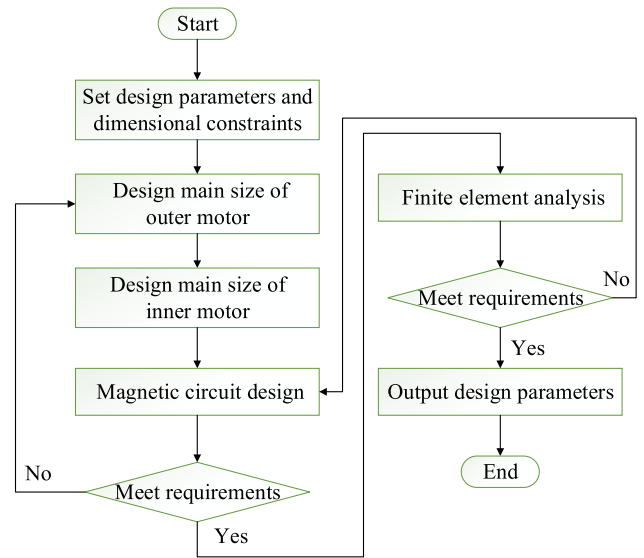 Start
Set design parameters and
dimensional constraints
Design main size of
outer motor
Design main size of
inner motor
Magnetic circuit design
Meet requirements
No
Yes
Finite element analysis
Meet requirements
No
Yes
Output design parameters
End